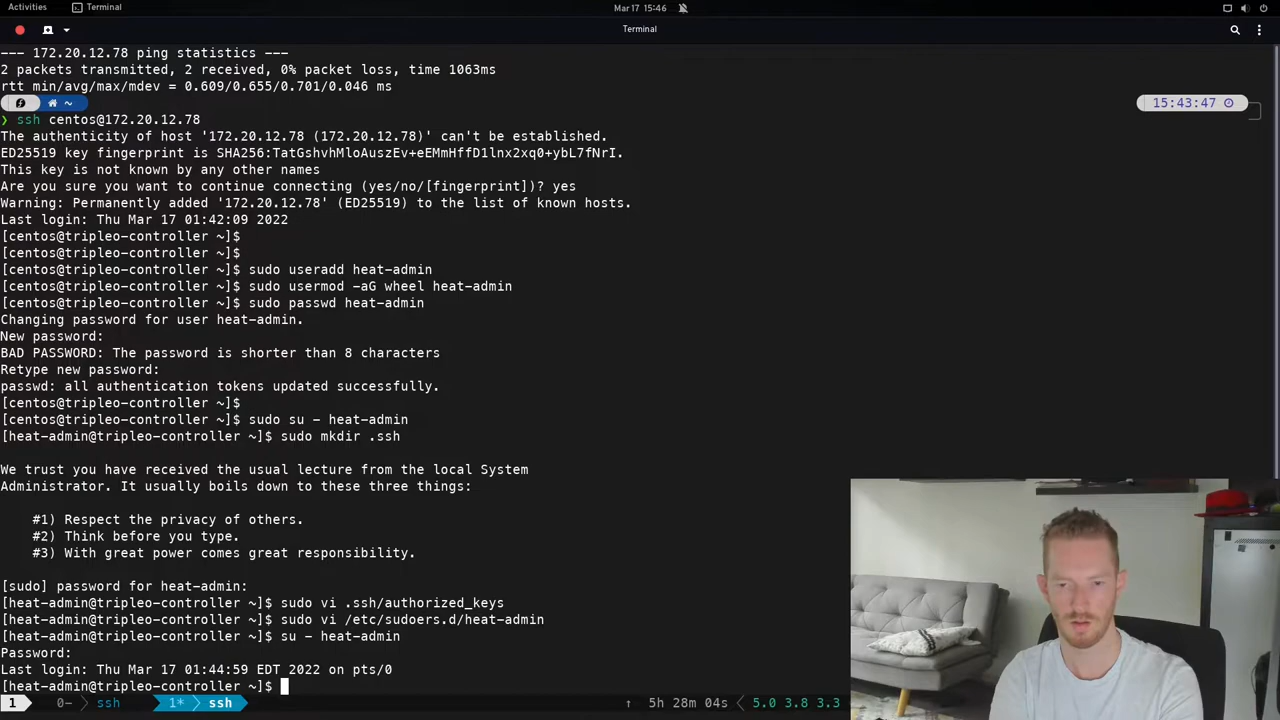 Activities
Terminal
Mar 17 15:46
Terminal
--- 172.20.12.78 ping statistics ---
2 packets transmitted, 2 received, 0% packet loss, time 1063ms
rtt min/avg/max/mdev = 0.609/0.655/0.701/0.046 ms
~
15:43:47
❯ ssh centos@172.20.12.78
The authenticity of host '172.20.12.78 (172.20.12.78)' can't be established.
ED25519 key fingerprint is SHA256:TatGshvhMloAuszEv+eEMmHffD1lnx2xq0+ybL7fNrI.
This key is not known by any other names
Are you sure you want to continue connecting (yes/no/[fingerprint])? yes
Warning: Permanently added '172.20.12.78' (ED25519) to the list of known hosts.
Last login: Thu Mar 17 01:42:09 2022
[centos@tripleo-controller ~]$
[centos@tripleo-controller ~]$
[centos@tripleo-controller ~]$ sudo useradd heat-admin
[centos@tripleo-controller ~]$ sudo usermod -aG wheel heat-admin
[centos@tripleo-controller ~]$ sudo passwd heat-admin
Changing password for user heat-admin.
New password:
BAD PASSWORD: The password is shorter than 8 characters
Retype new password:
passwd: all authentication tokens updated successfully.
[centos@tripleo-controller ~]$
[centos@tripleo-controller ~]$ sudo su - heat-admin
[heat-admin@tripleo-controller ~]$ sudo mkdir .ssh
We trust you have received the usual lecture from the local System
Administrator. It usually boils down to these three things:
#1) Respect the privacy of others.
#2) Think before you type.
#3) With great power comes great responsibility.
[sudo] password for heat-admin:
[heat-admin@tripleo-controller ~]$ sudo vi .ssh/authorized_keys
[heat-admin@tripleo-controller ~]$ sudo vi /etc/sudoers.d/heat-admin
[heat-admin@tripleo-controller ~]$ su - heat-admin
Password:
Last login: Thu Mar 17 01:44:59 EDT 2022 on pts/0
[heat-admin@tripleo-controller ~]$
1 0- ssh 1* ssh ↑ 5h 28m 04s 5.0 3.8 3.3